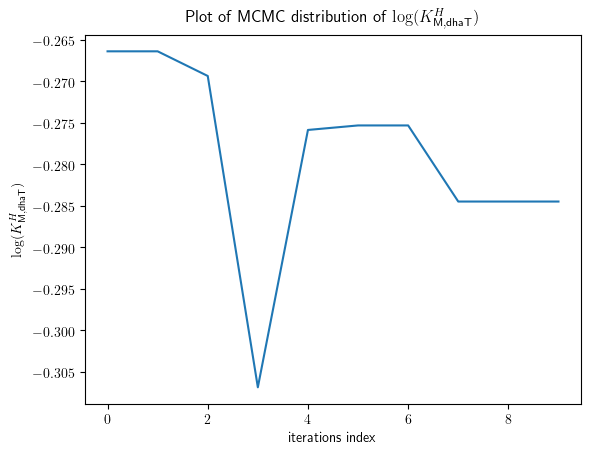 Plot of MCMC distribution of log(K^H_{M,dhaT})
−0.265
−0.270
−0.275
−0.280
−0.285
−0.290
−0.295
−0.300
−0.305
log(K^H_{M,dhaT})
0 2 4 6 8
iterations index